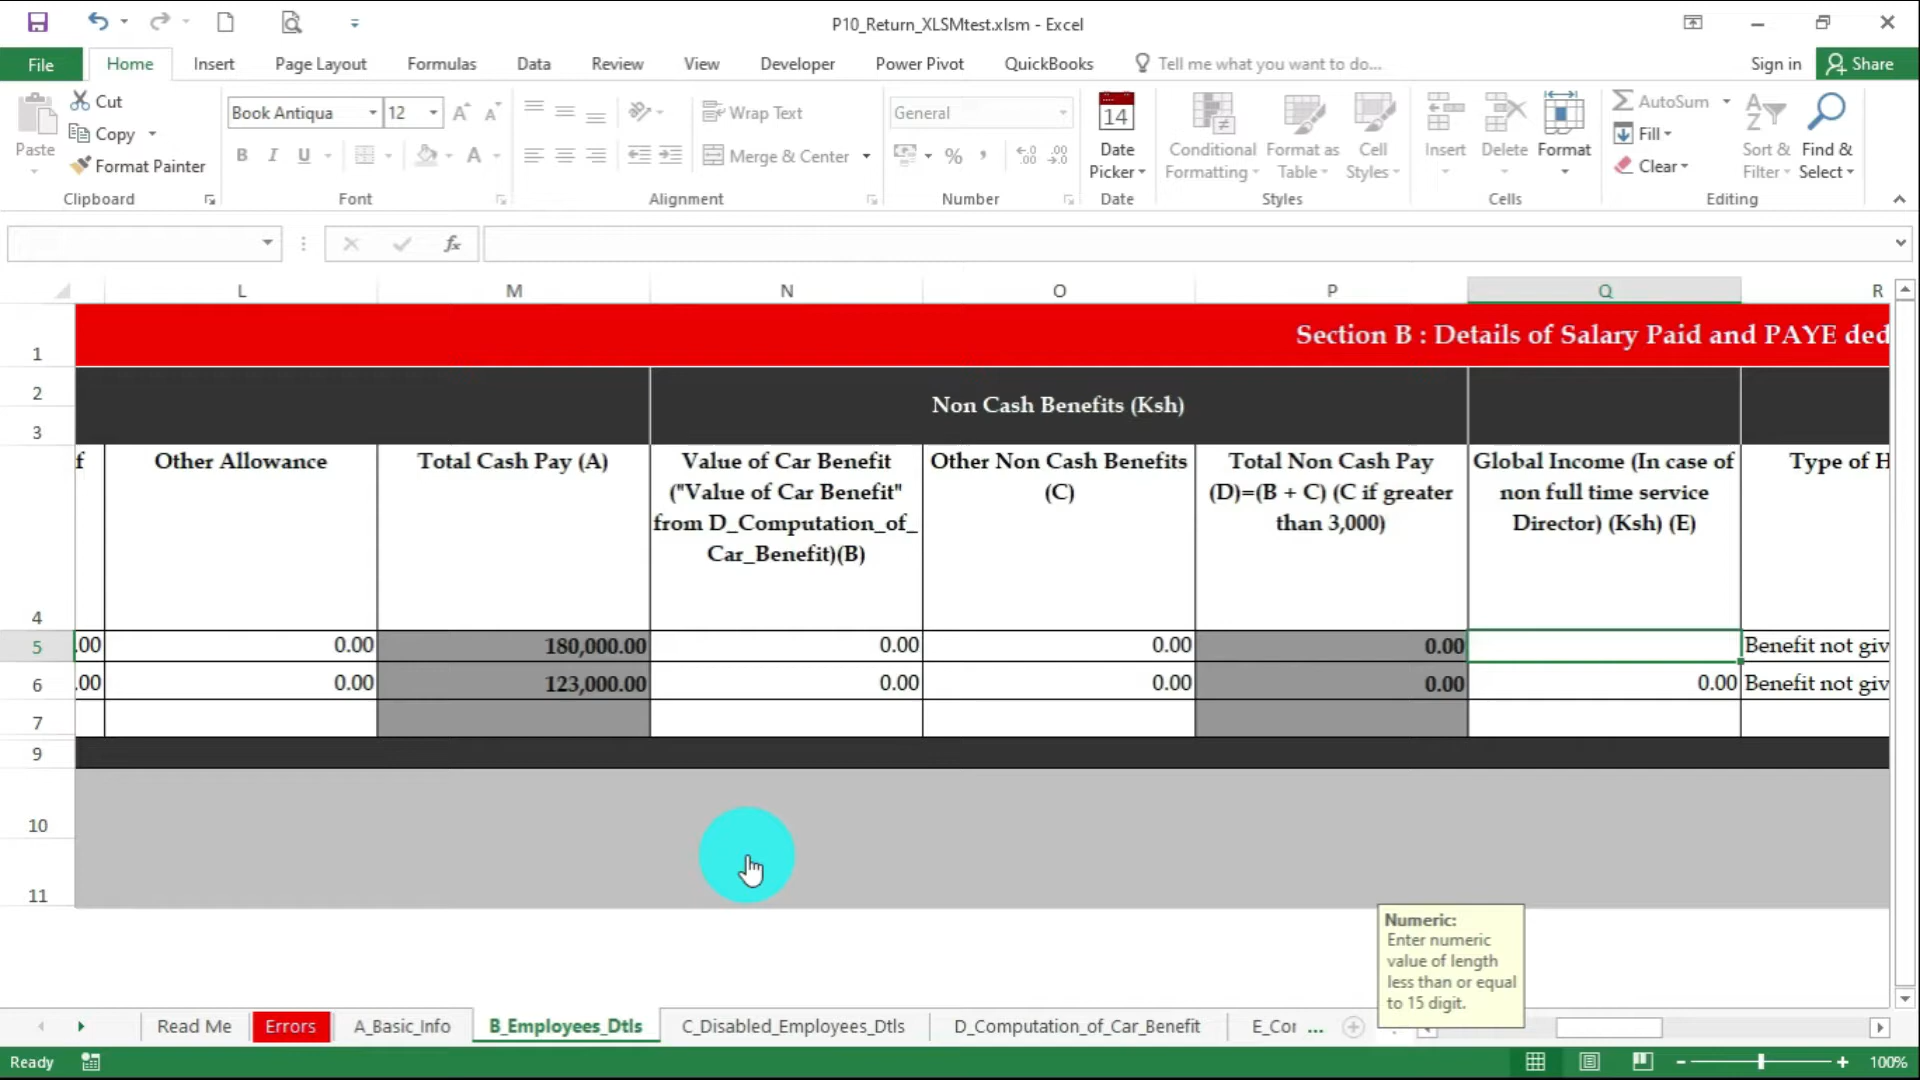 P10_Return_XLSMtest.xlsm - Excel
File
Home
Insert
Page Layout
Formulas
Data
Review
View
Developer
Power Pivot
QuickBooks
Tell me what you want to do...
Sign in
Share
Paste
Cut
Copy
Format Painter
Clipboard
Book Antiqua
12
B I U
A
Font
Wrap Text
Merge & Center
Alignment
General
%
Number
14
Date
Picker
Date
Conditional
Formatting
Format as
Table
Cell
Styles
Styles
Insert
Delete
Format
Cells
AutoSum
Fill
Clear
Sort &
Filter
Find &
Select
Editing
fx
L M N O P Q R
1
Section B : Details of Salary Paid and PAYE ded
2
Non Cash Benefits (Ksh)
3
f
Other Allowance
Total Cash Pay (A)
Value of Car Benefit
("Value of Car Benefit"
from D_Computation_of_
Car_Benefit)(B)
Other Non Cash Benefits
(C)
Total Non Cash Pay
(D)=(B + C) (C if greater
than 3,000)
Global Income (In case of
non full time service
Director) (Ksh) (E)
Type of H
4
5 .00 0.00 180,000.00 0.00 0.00 0.00 Benefit not giv
6 .00 0.00 123,000.00 0.00 0.00 0.00 0.00 Benefit not giv
7
9
10
11
Numeric:
Enter numeric
value of length
less than or equal
to 15 digit.
Read Me
Errors
A_Basic_Info
B_Employees_Dtls
C_Disabled_Employees_Dtls
D_Computation_of_Car_Benefit
E_Cor ...
Ready
100%